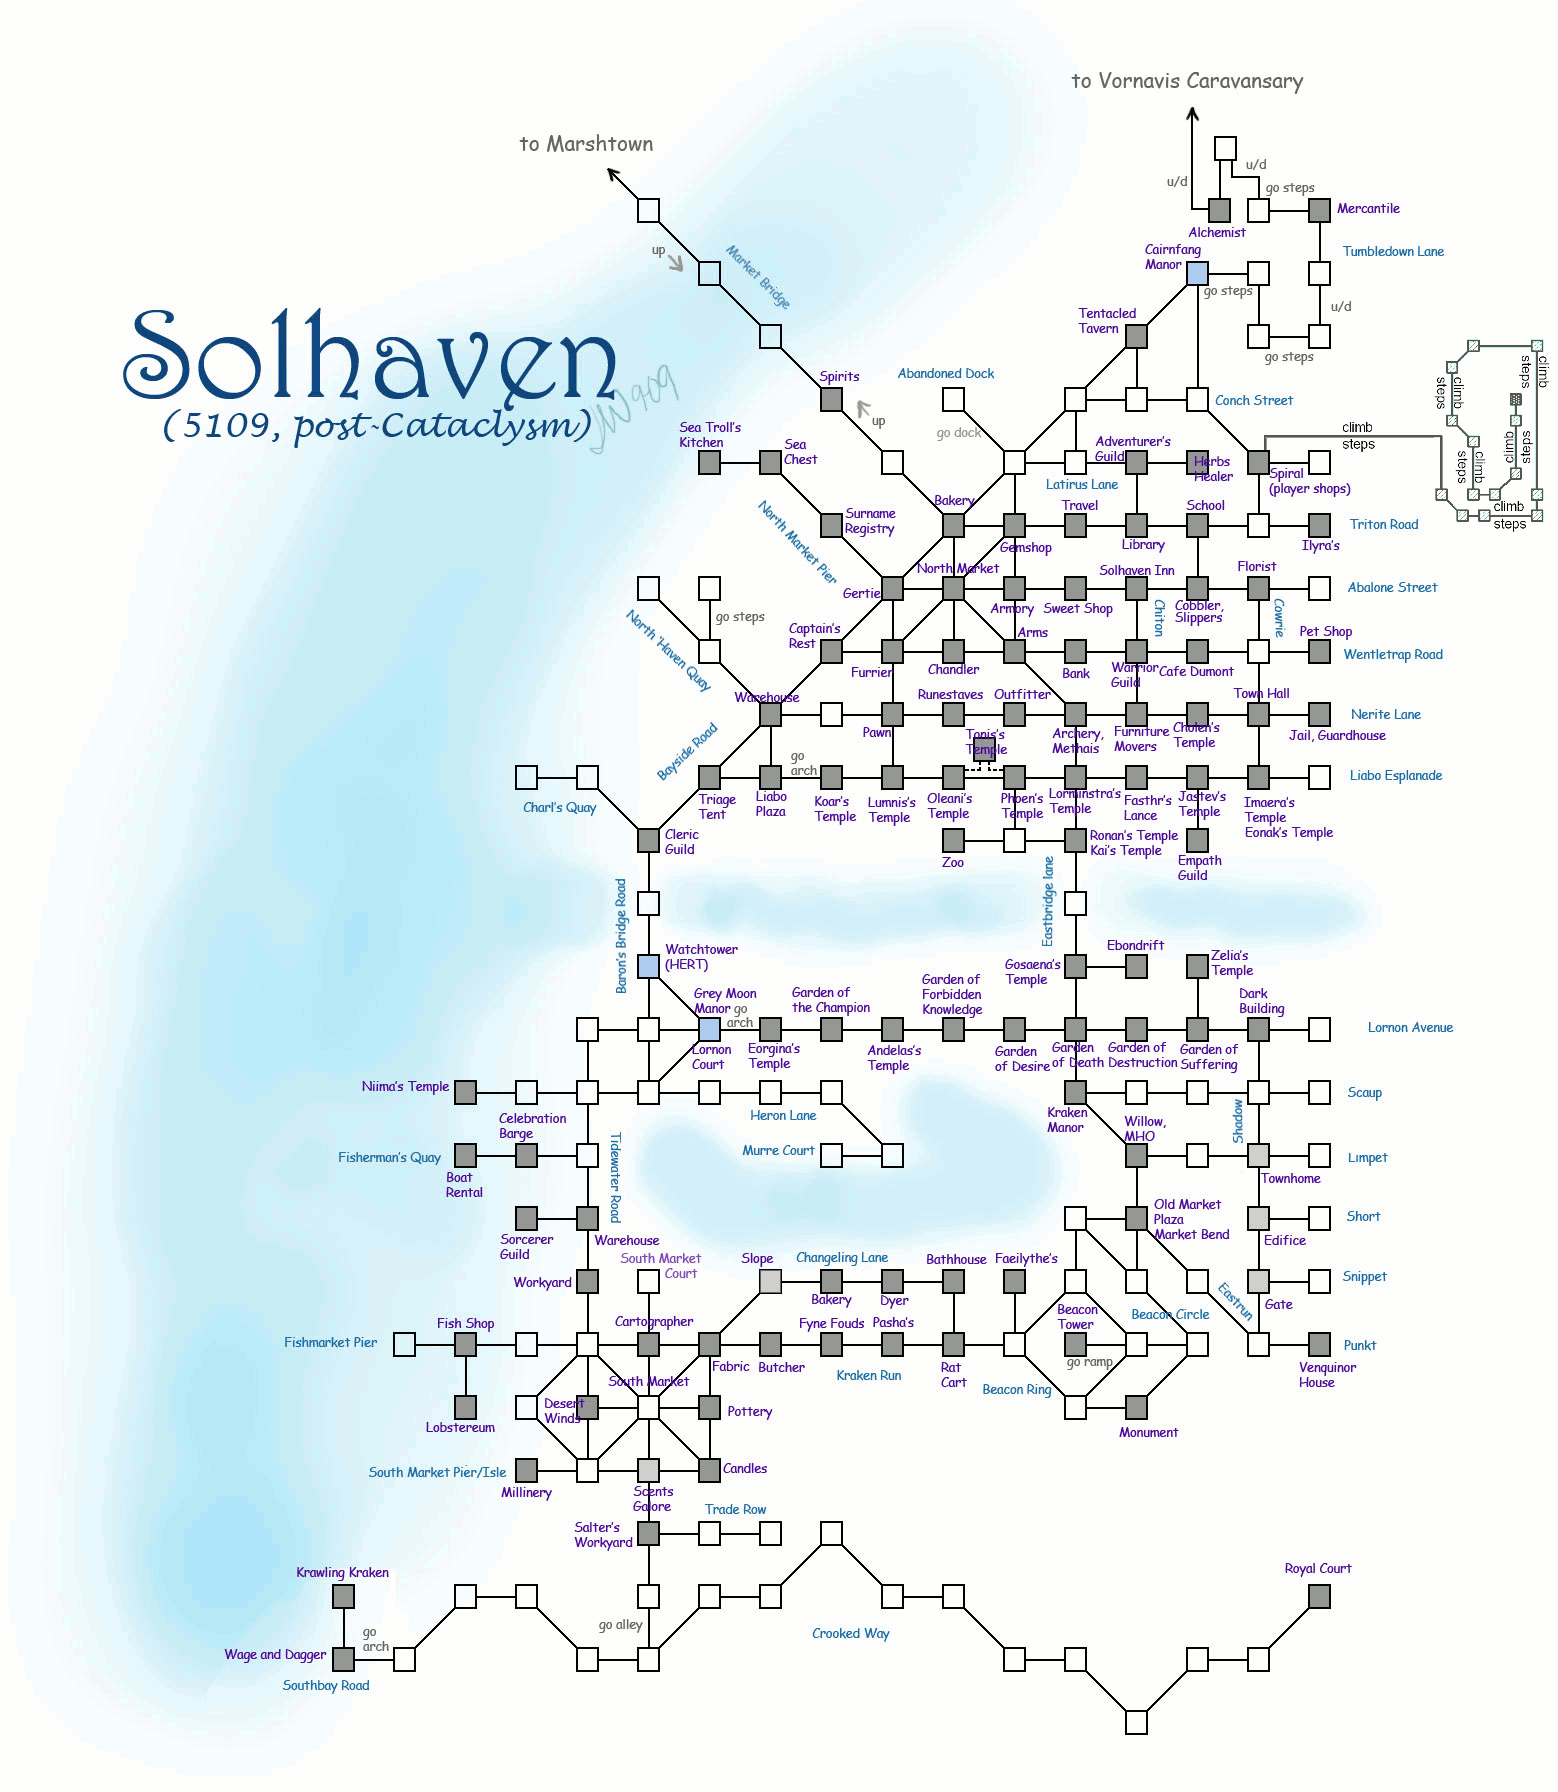 to Vornavis Caravansary
to Marshtown
u/d
u/d
go steps
Mercantile
Alchemist
up
Market Bridge
Cairnfang
Manor
Tumbledown Lane
go steps
u/d
Tentacled
Tavern
go steps
Solhaven
(5109, post-Cataclysm)
JW909
Spirits
Abandoned Dock
Conch Street
up
go dock
climb
steps
climb
steps
climb
steps
climb
steps
climb
steps
climb
steps
climb
steps
Sea Troll's
Kitchen
Sea
Chest
Adventurer's
Guild
Herbs
Healer
Spiral
(player shops)
Latirus Lane
North Market Pier
Surname
Registry
Bakery
Travel
School
Triton Road
Gemshop
Library
Ilyra's
North Market
Solhaven Inn
Florist
Gertie
Abalone Street
Armory
Sweet Shop
Chiton
Cobbler,
Slippers
Cowrie
North 'Haven Quay
go steps
Captain's
Rest
Arms
Pet Shop
Furrier
Chandler
Bank
Warrior
Guild
Cafe Dumont
Wentletrap Road
Warehouse
Runestaves
Outfitter
Town Hall
Nerite Lane
Bayside Road
Pawn
Tonis's
Temple
Archery,
Methais
Furniture
Movers
Cholen's
Temple
Jail, Guardhouse
go
arch
Charl's Quay
Triage
Tent
Liabo
Plaza
Koar's
Temple
Lumnis's
Temple
Oleani's
Temple
Phoen's
Temple
Lorminstra's
Temple
Fasthr's
Lance
Jastev's
Temple
Imaera's
Temple
Eonak's Temple
Liabo Esplanade
Cleric
Guild
Zoo
Ronan's Temple
Kai's Temple
Empath
Guild
Baron's Bridge Road
Eastbridge lane
Watchtower
(HERT)
Gosaena's
Temple
Ebondrift
Zelia's
Temple
Grey Moon
Manor
go
arch
Garden of
the Champion
Garden of
Forbidden
Knowledge
Dark
Building
Lornon
Court
Eorgina's
Temple
Andelas's
Temple
Garden
of Desire
Garden
of Death
Garden of
Destruction
Garden of
Suffering
Lornon Avenue
Niima's Temple
Celebration
Barge
Heron Lane
Kraken
Manor
Willow,
MHO
Shadow
Scaup
Fisherman's Quay
Boat
Rental
Tidewater Road
Murre Court
Townhome
Limpet
Sorcerer
Guild
Warehouse
Old Market
Plaza
Market Bend
Edifice
Short
South Market
Court
Slope
Changeling Lane
Bathhouse
Faeilythe's
Workyard
Bakery
Dyer
Eastrun
Gate
Snippet
Fishmarket Pier
Fish Shop
Cartographer
Fabric
Butcher
Fyne Fouds
Pasha's
Rat
Cart
Beacon
Tower
Beacon Circle
go ramp
Punkt
Venquinor
House
South Market
Kraken Run
Beacon Ring
Lobstereum
Desert
Winds
Pottery
Monument
South Market Pier/Isle
Millinery
Scents
Galore
Candles
Salter's
Workyard
Trade Row
Krawling Kraken
Royal Court
go
arch
go alley
Crooked Way
Wage and Dagger
Southbay Road